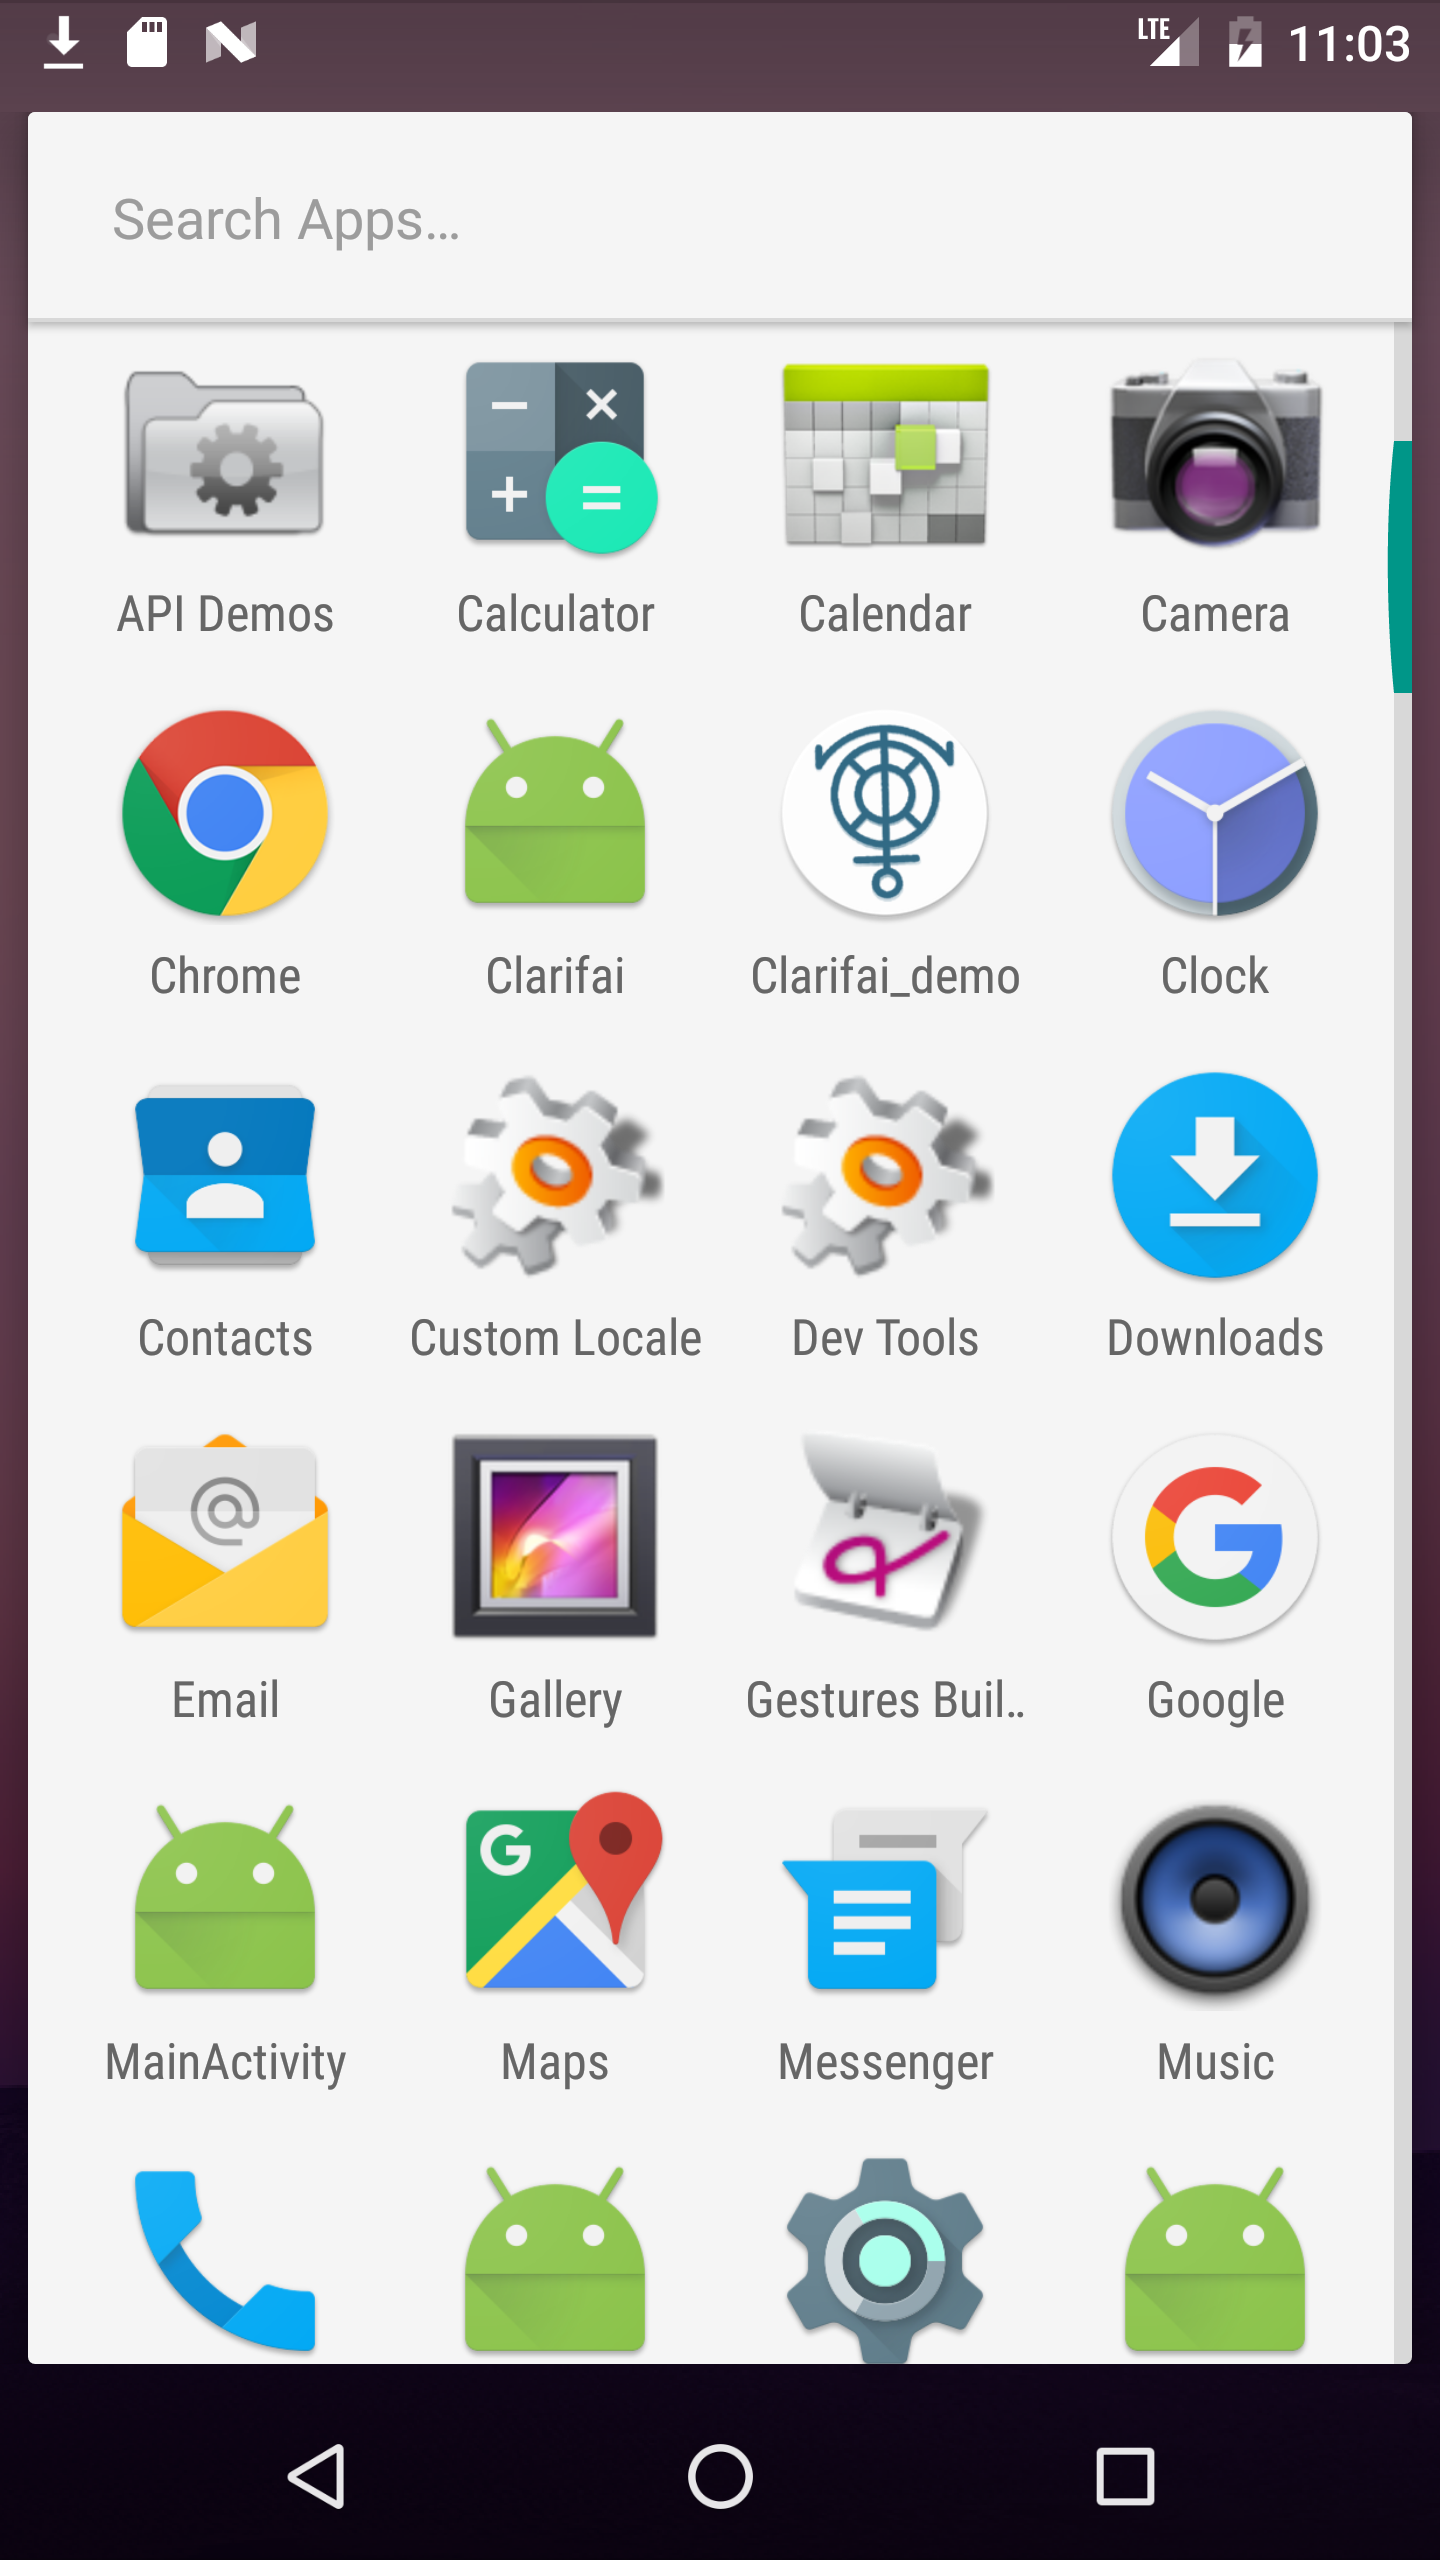 LTE 11:03
Search Apps…
API Demos Calculator Calendar Camera
Chrome Clarifai Clarifai_demo Clock
Contacts Custom Locale Dev Tools Downloads
Email Gallery Gestures Buil.. Google
MainActivity Maps Messenger Music